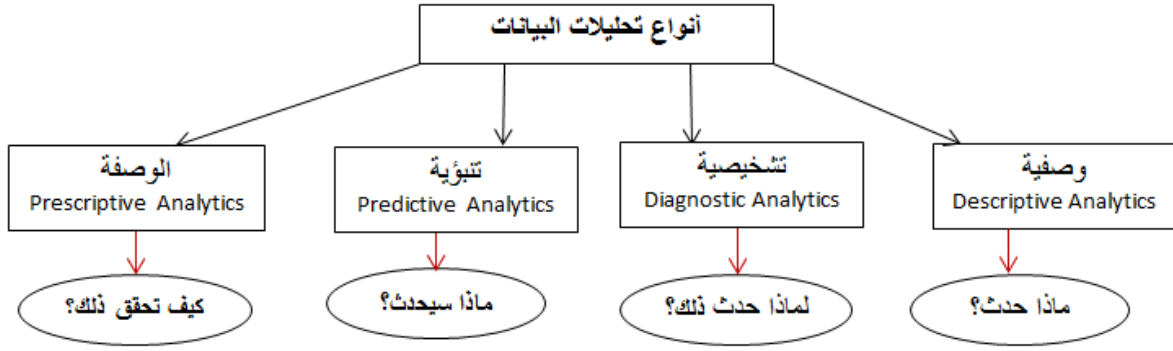 أنواع تحليلات البيانات
وصفية
Descriptive Analytics
تشخيصية
Diagnostic Analytics
تنبؤية
Predictive Analytics
الوصفة
Prescriptive Analytics
ماذا حدث؟
لماذا حدث ذلك؟
ماذا سيحدث؟
كيف تحقق ذلك؟